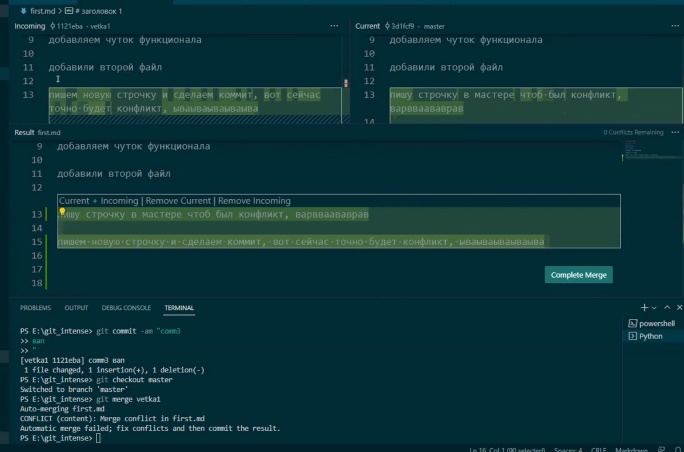 first.md > # заголовок 1
Incoming 1121eba · vetka1 ···
Current 3d1fcf9 · master ···
9 добавляем чуток функционала
10
11 добавили второй файл
12
13 пишем новую строчку и сделаем коммит, вот сейчас
точно будет конфликт, ываываываываыва
9 добавляем чуток функционала
10
11 добавили второй файл
12
13 пишу строчку в мастере чтоб был конфликт,
варвваававрав
14
Result first.md 0 Conflicts Remaining ···
9 добавляем чуток функционала
10
11 добавили второй файл
12
Current + Incoming | Remove Current | Remove Incoming
13 пишу строчку в мастере чтоб был конфликт, варвваававрав
14
15 пишем·новую·строчку·и·сделаем·коммит,·вот·сейчас·точно·будет·конфликт,·ываываываываыва
16
17
18
Complete Merge
PROBLEMS OUTPUT DEBUG CONSOLE TERMINAL
PS E:\git_intense> git commit -am "comm3
>> вап
>> "
[vetka1 1121eba] comm3 вап
1 file changed, 1 insertion(+), 1 deletion(-)
PS E:\git_intense> git checkout master
Switched to branch 'master'
PS E:\git_intense> git merge vetka1
Auto-merging first.md
CONFLICT (content): Merge conflict in first.md
Automatic merge failed; fix conflicts and then commit the result.
PS E:\git_intense>
powershell
Python
Ln 16, Col 1 (90 selected) Spaces: 4 CRLF Markdown